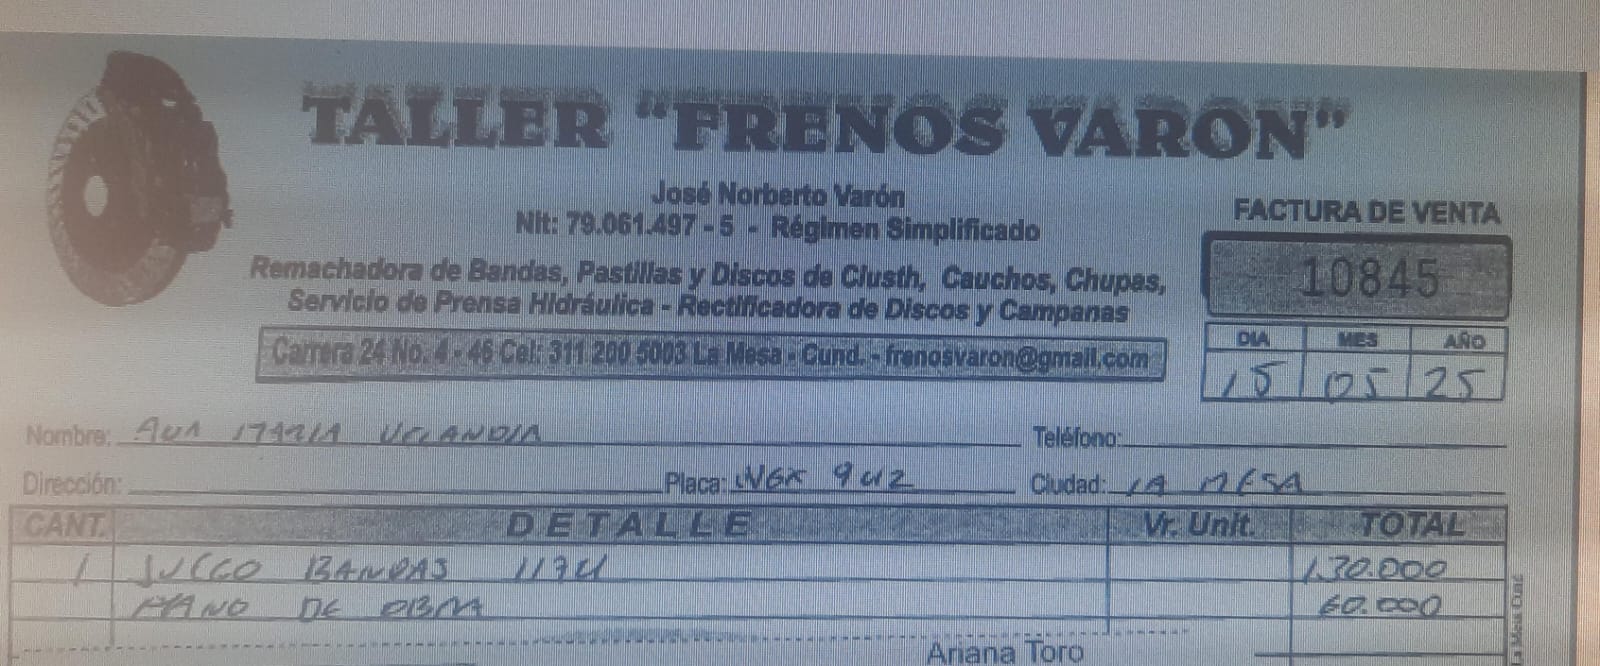 TALLER "FRENOS VARON"
José Norberto Varón
Nit: 79.061.497 - 5 - Régimen Simplificado
FACTURA DE VENTA
10845
Remachadora de Bandas, Pastillas y Discos de Clusth, Cauchos, Chupas,
Servicio de Prensa Hidráulica - Rectificadora de Discos y Campanas
Carrera 24 No. 4 - 46 Cel: 311 200 5003 La Mesa - Cund. - frenosvaron@gmail.com
DIA MES AÑO
15 05 25
Nombre: ANA MARIA URLANDIA Teléfono:
Dirección: Placa: 9U2 Ciudad: LA MESA
CANT. DETALLE Vr. Unit. TOTAL
1 JUEGO BANDAS 130.000
MANO DE OBRA 60.000
Ariana Toro